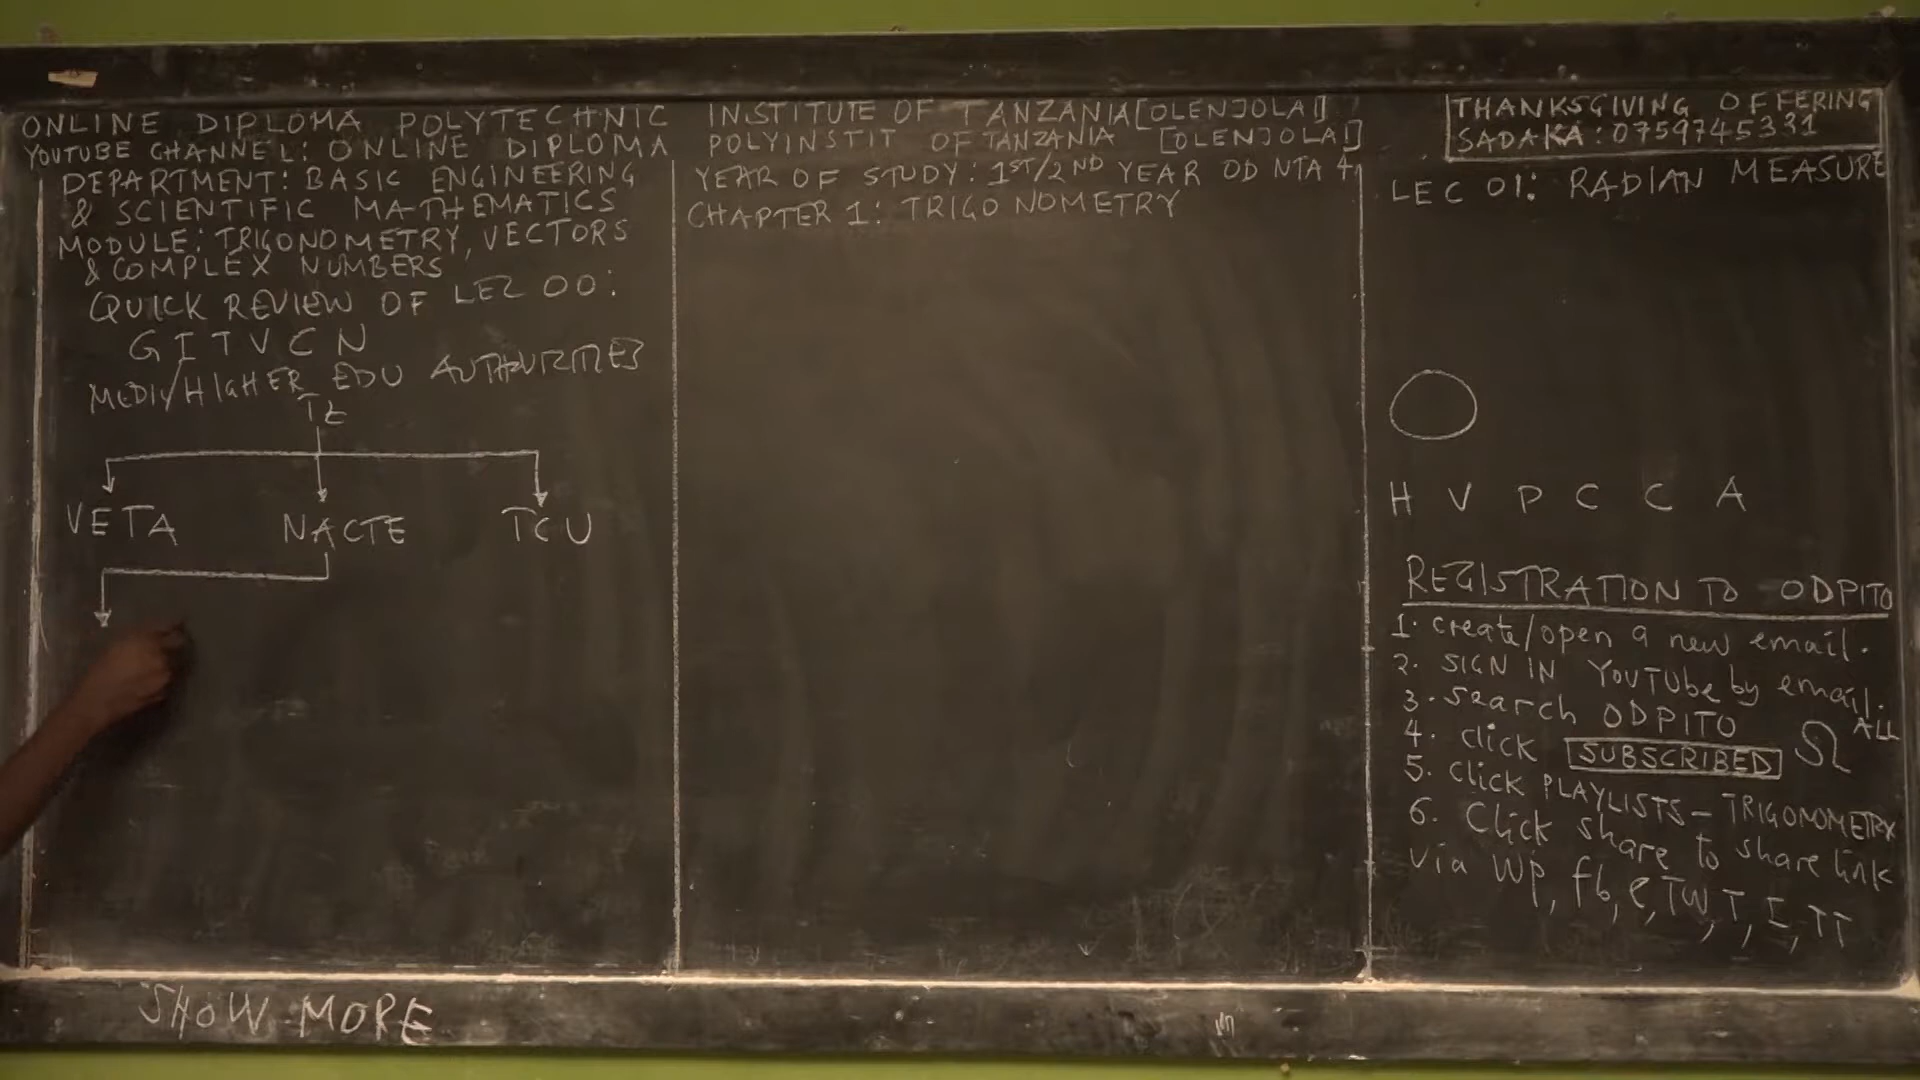 ONLINE DIPLOMA POLYTECHNIC INSTITUTE OF TANZANIA[OLENJOLAI]
YOUTUBE CHANNEL: ONLINE DIPLOMA POLYINSTIT OF TANZANIA [OLENJOLAI]
DEPARTMENT: BASIC ENGINEERING
& SCIENTIFIC MATHEMATICS
MODULE: TRIGONOMETRY, VECTORS
& COMPLEX NUMBERS
QUICK REVIEW OF LEC 00:
G I T V C N
/HIGHER EDU AUTHORITIES
VETA NACTE TCU
YEAR OF STUDY: 1ST/2ND YEAR OD NTA 4
CHAPTER 1: TRIGONOMETRY
THANKSGIVING OFFERING
SADAKA: 0759745331
LEC 01: RADIAN MEASURE
H V P C C A
REGISTRATION TO ODPITO
1. create/open a new email.
2. SIGN IN YOUTUbe by email.
3. Search ODPITO
4. click SUBSCRIBED ALL
5. click PLAYLISTS - TRIGONOMETRY
6. Click share to share link
via Wp, fb, e, TW, T, I, TT
SHOW MORE